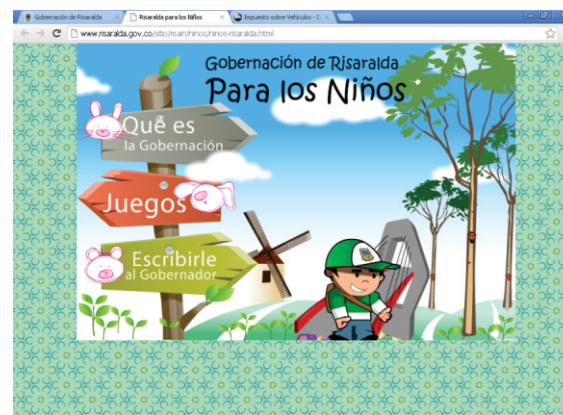 Gobernación de Risaralda
Risaralda para los Niños
Impuesto sobre Vehículos - D
www.risaralda.gov.co/sitio/main/ninos/ninos-risaralda.html
Gobernación de Risaralda
Para los Niños
Qué es
la Gobernación
Juegos
Escribirle
al Gobernador